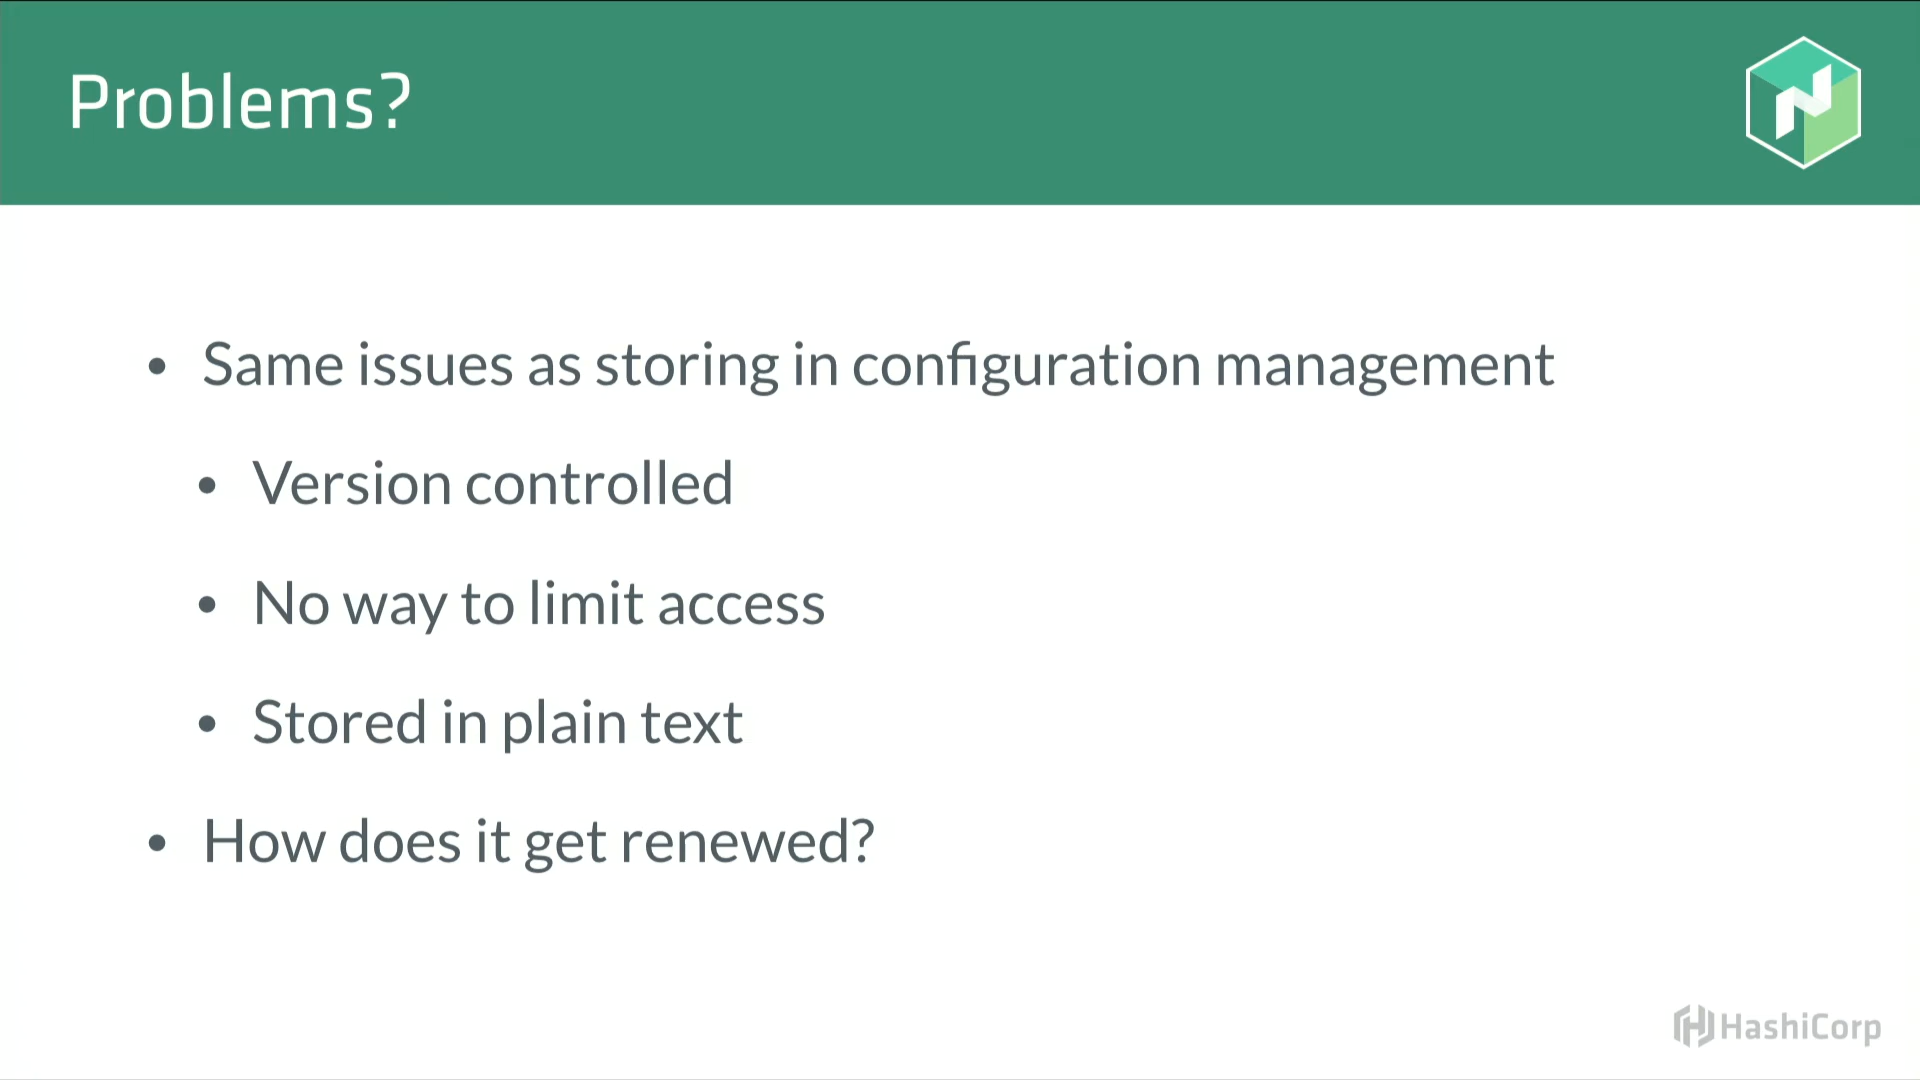 Problems?
• Same issues as storing in configuration management
• Version controlled
• No way to limit access
• Stored in plain text
• How does it get renewed?
HashiCorp